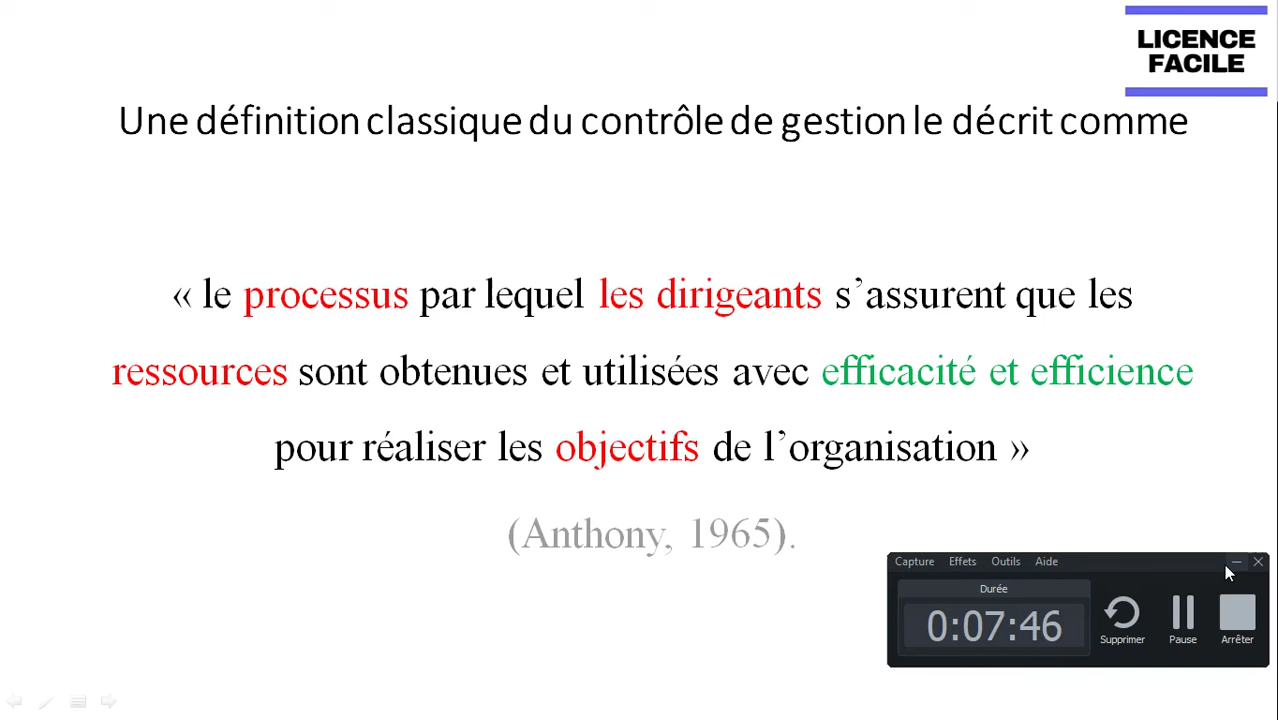 LICENCE
FACILE
Une définition classique du contrôle de gestion le décrit comme
« le processus par lequel les dirigeants s’assurent que les
ressources sont obtenues et utilisées avec efficacité et efficience
pour réaliser les objectifs de l’organisation »
(Anthony, 1965).
Capture Effets Outils Aide
Durée
0:07:46
Supprimer Pause Arrêter